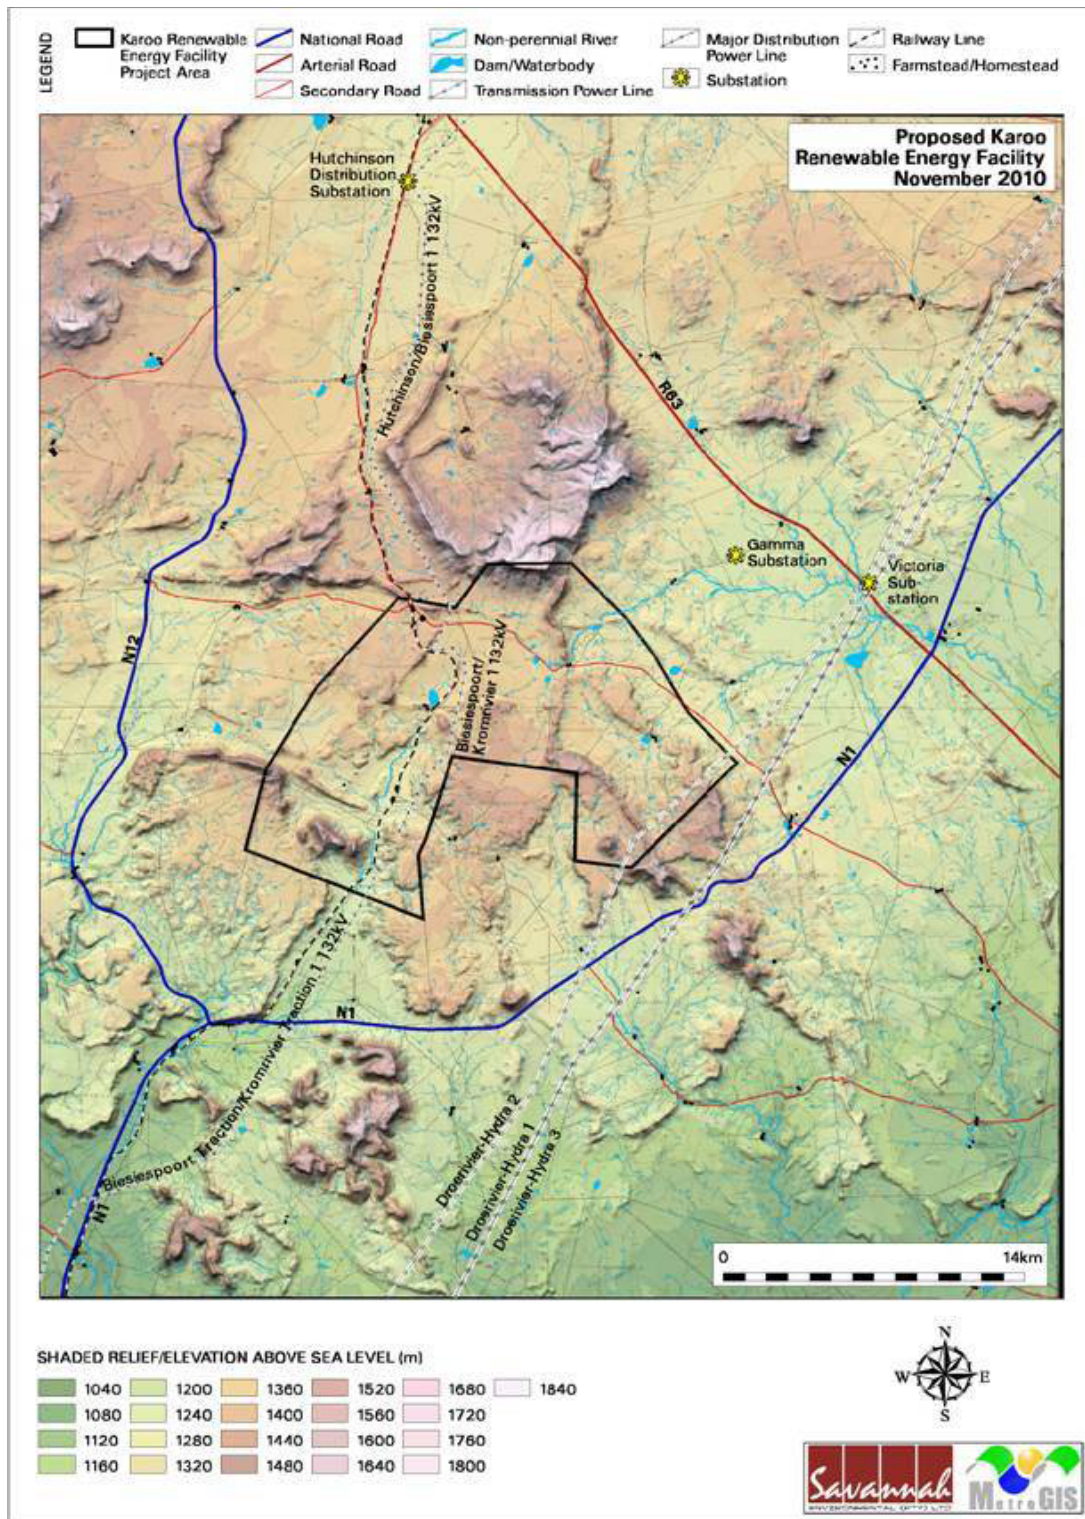 LEGEND
Karoo Renewable
Energy Facility
Project Area
National Road
Arterial Road
Secondary Road
Non-perennial River
Dam/Waterbody
Transmission Power Line
Major Distribution
Power Line
Substation
Railway Line
Farmstead/Homestead
Proposed Karoo
Renewable Energy Facility
November 2010
Hutchinson
Distribution
Substation
Hutchinson/Biesiespoort 1 132kV
R63
Gamma
Substation
Victoria
Sub-
station
N12
Biesiespoort/
Kromrivier 1 132kV
N1
Biesiespoort Traction/Kromrivier Traction 1 132kV
N1
N1
Droerivier-Hydra 2
Droerivier-Hydra 1
Droerivier-Hydra 3
0 14km
SHADED RELIEF/ELEVATION ABOVE SEA LEVEL (m)
1040 1200 1360 1520 1680 1840
1080 1240 1400 1560 1720
1120 1280 1440 1600 1760
1160 1320 1480 1640 1800
N
W E
S
Savannah
ENVIRONMENTAL (PTY) LTD
MetroGIS